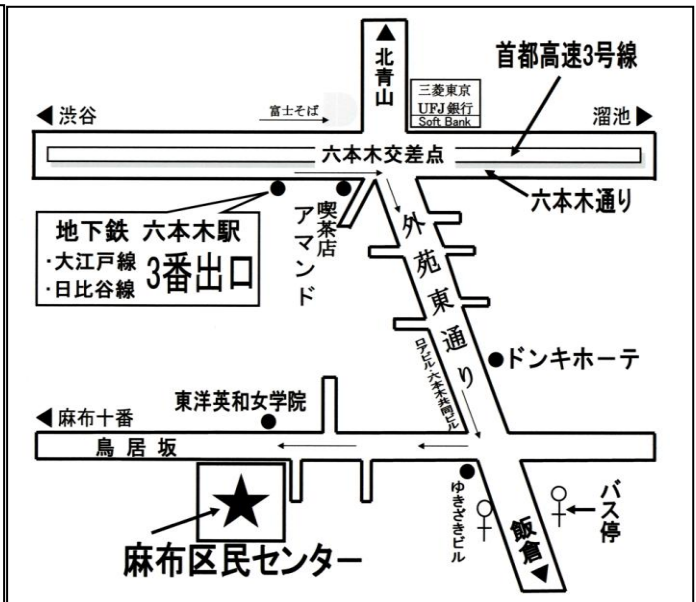 北青山
三菱東京
UFJ銀行
Soft Bank
首都高速3号線
渋谷
富士そば
溜池
六本木交差点
六本木通り
地下鉄 六本木駅
・大江戸線
・日比谷線
3番出口
喫茶店
アマンド
外苑東通り
ロアビル・六本木共同ビル
ドンキホーテ
東洋英和女学院
麻布十番
鳥居坂
ゆきざきビル
バス停
飯倉
麻布区民センター